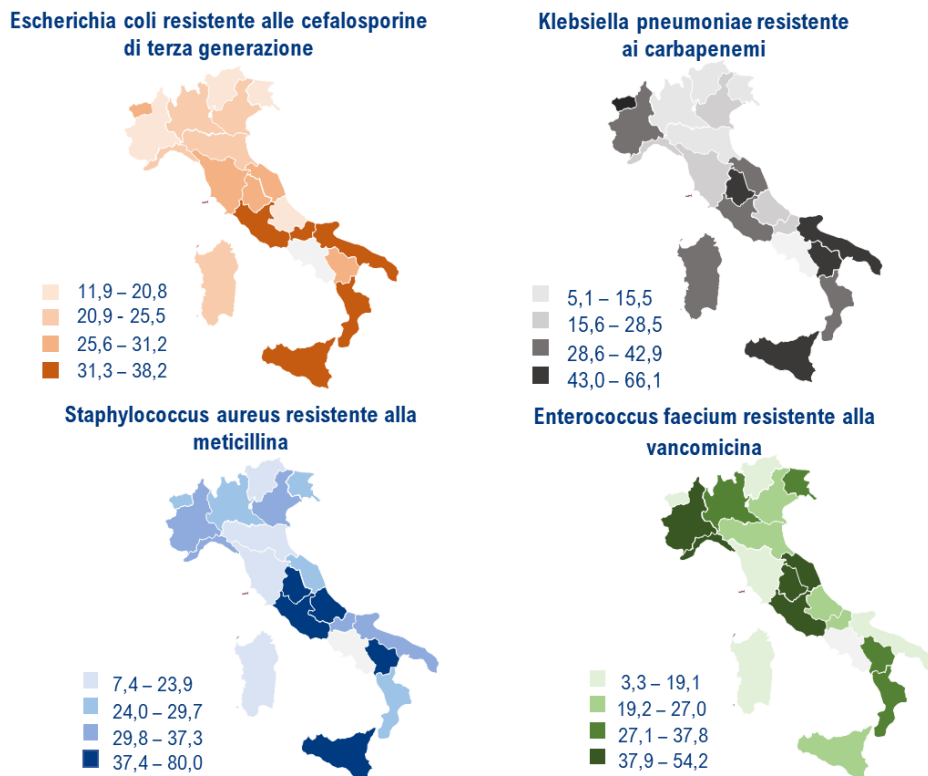 Escherichia coli resistente alle cefalosporine
di terza generazione
11,9 – 20,8
20,9 - 25,5
25,6 – 31,2
31,3 – 38,2
Klebsiella pneumoniae resistente
ai carbapenemi
5,1 – 15,5
15,6 – 28,5
28,6 – 42,9
43,0 – 66,1
Staphylococcus aureus resistente alla
meticillina
7,4 – 23,9
24,0 – 29,7
29,8 – 37,3
37,4 – 80,0
Enterococcus faecium resistente alla
vancomicina
3,3 – 19,1
19,2 – 27,0
27,1 – 37,8
37,9 – 54,2